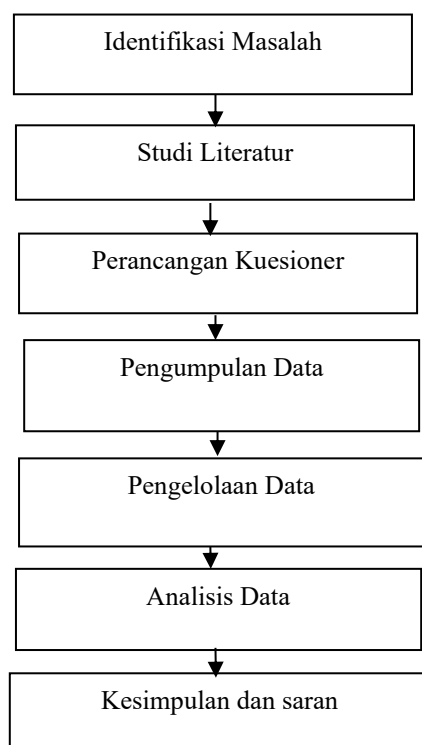 Identifikasi Masalah
Studi Literatur
Perancangan Kuesioner
Pengumpulan Data
Pengelolaan Data
Analisis Data
Kesimpulan dan saran